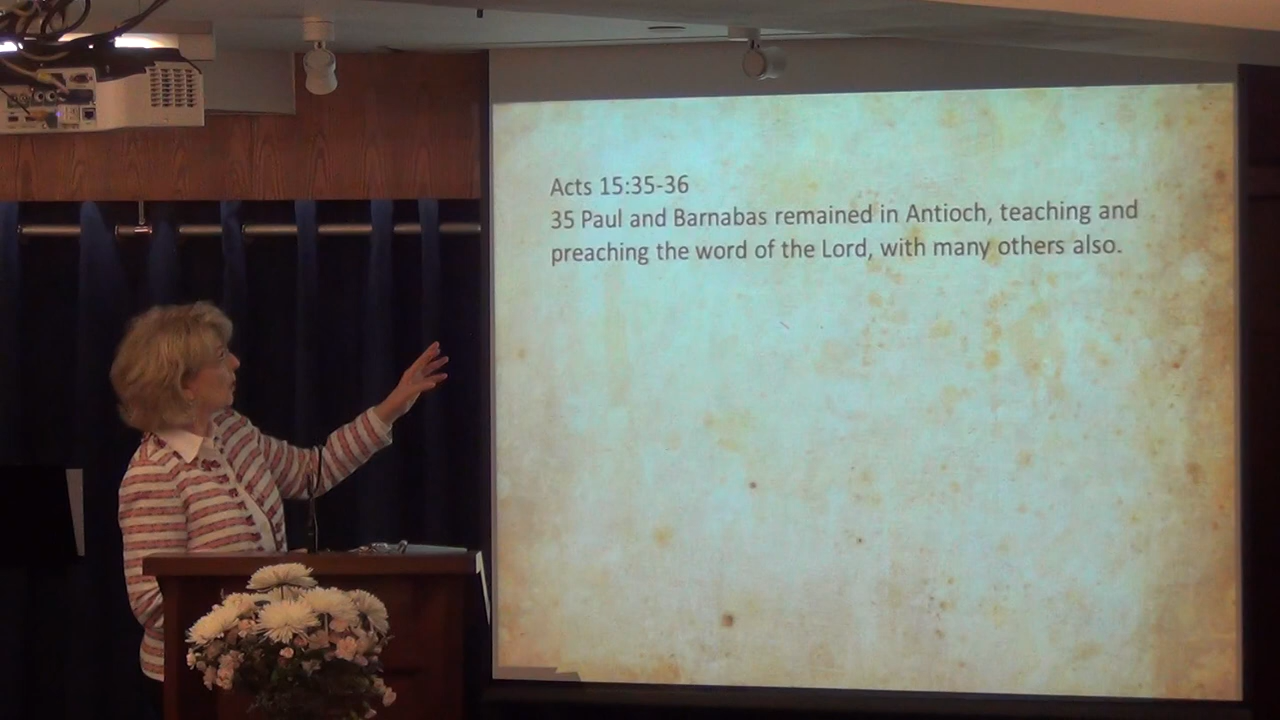 Acts 15:35-36
35 Paul and Barnabas remained in Antioch, teaching and
preaching the word of the Lord, with many others also.